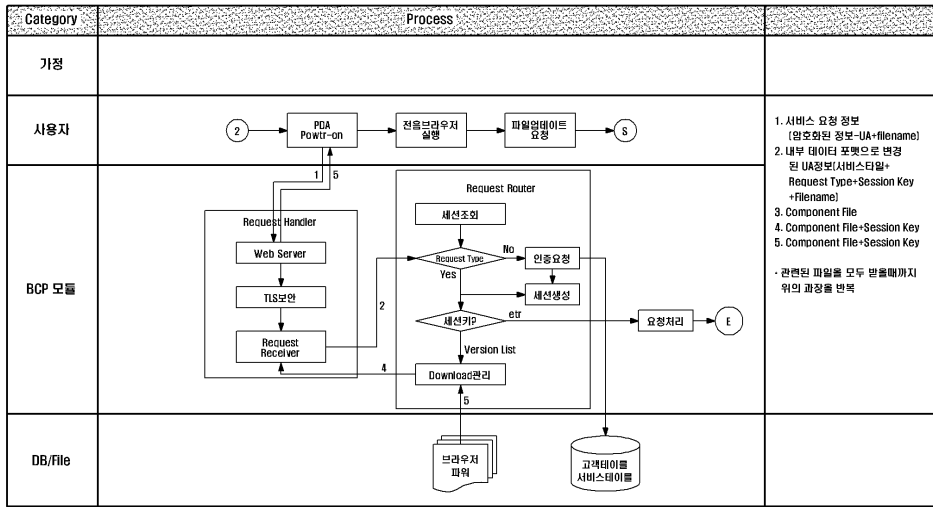 Category
Process
가정
사용자
2
PDA
Powtr-on
전음브라우저
실행
파일업데이트
요청
S
1
5
BCP 모듈
Request Handler
Web Server
TLS보안
Request
Receiver
2
4
Request Router
세션조회
Request Type
No
인증요청
Yes
세션생성
세션키?
etr
요청처리
E
Version List
Download관리
5
DB/File
브라우저
파워
고객테이블
서비스테이블
1. 서비스 요청 정보
(암호화된 정보-UA+filename)
2. 내부 데이터 포맷으로 변경
된 UA정보(서비스타일+
Request Type+Session Key
+Filename)
3. Component File
4. Component File+Session Key
5. Component File+Session Key
· 관련된 파일올 모두 받올때까지
위의 과장올 반목